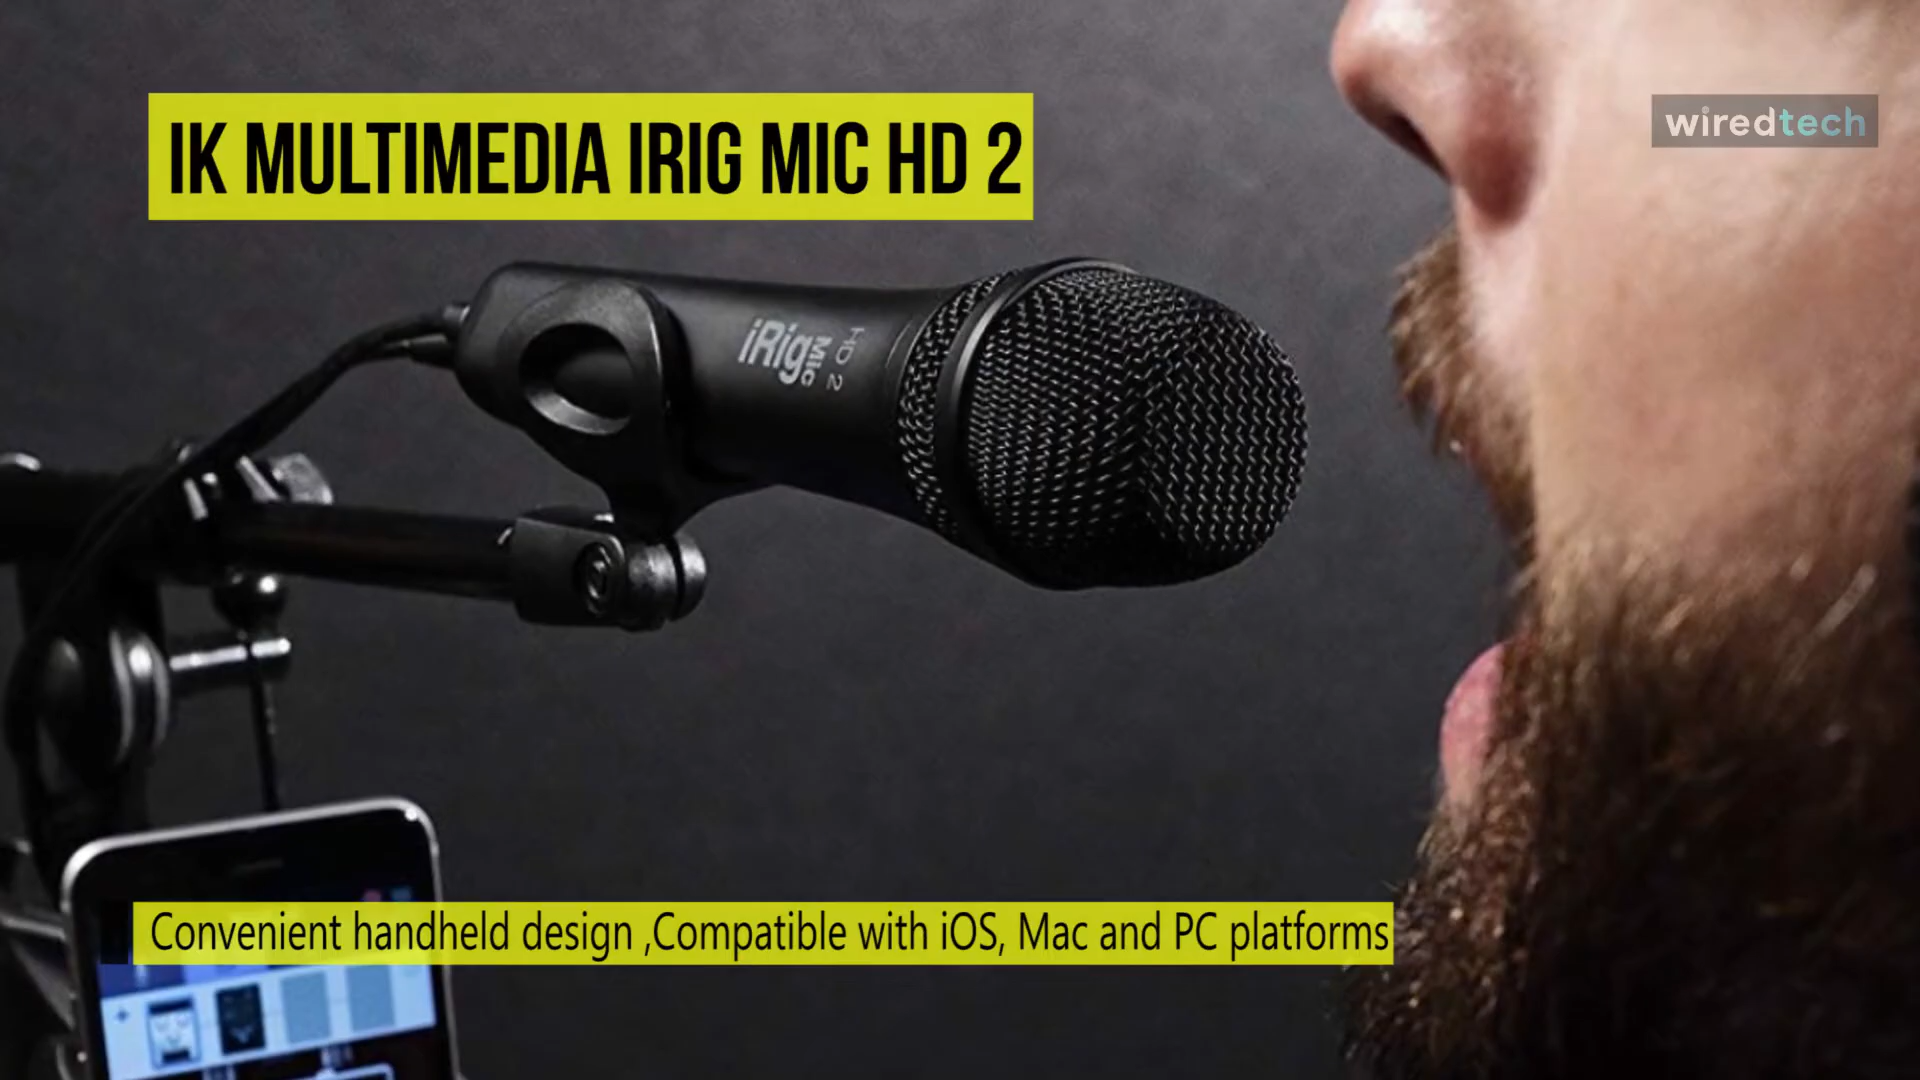 IK MULTIMEDIA IRIG MIC HD 2
wiredtech
iRig Mic HD 2
Convenient handheld design ,Compatible with iOS, Mac and PC platforms